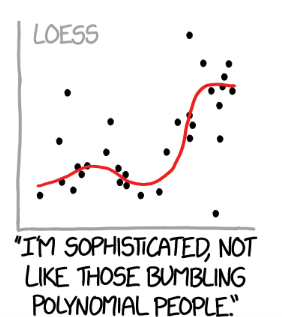 LOESS
"I'M SOPHISTICATED, NOT
LIKE THOSE BUMBLING
POLYNOMIAL PEOPLE."